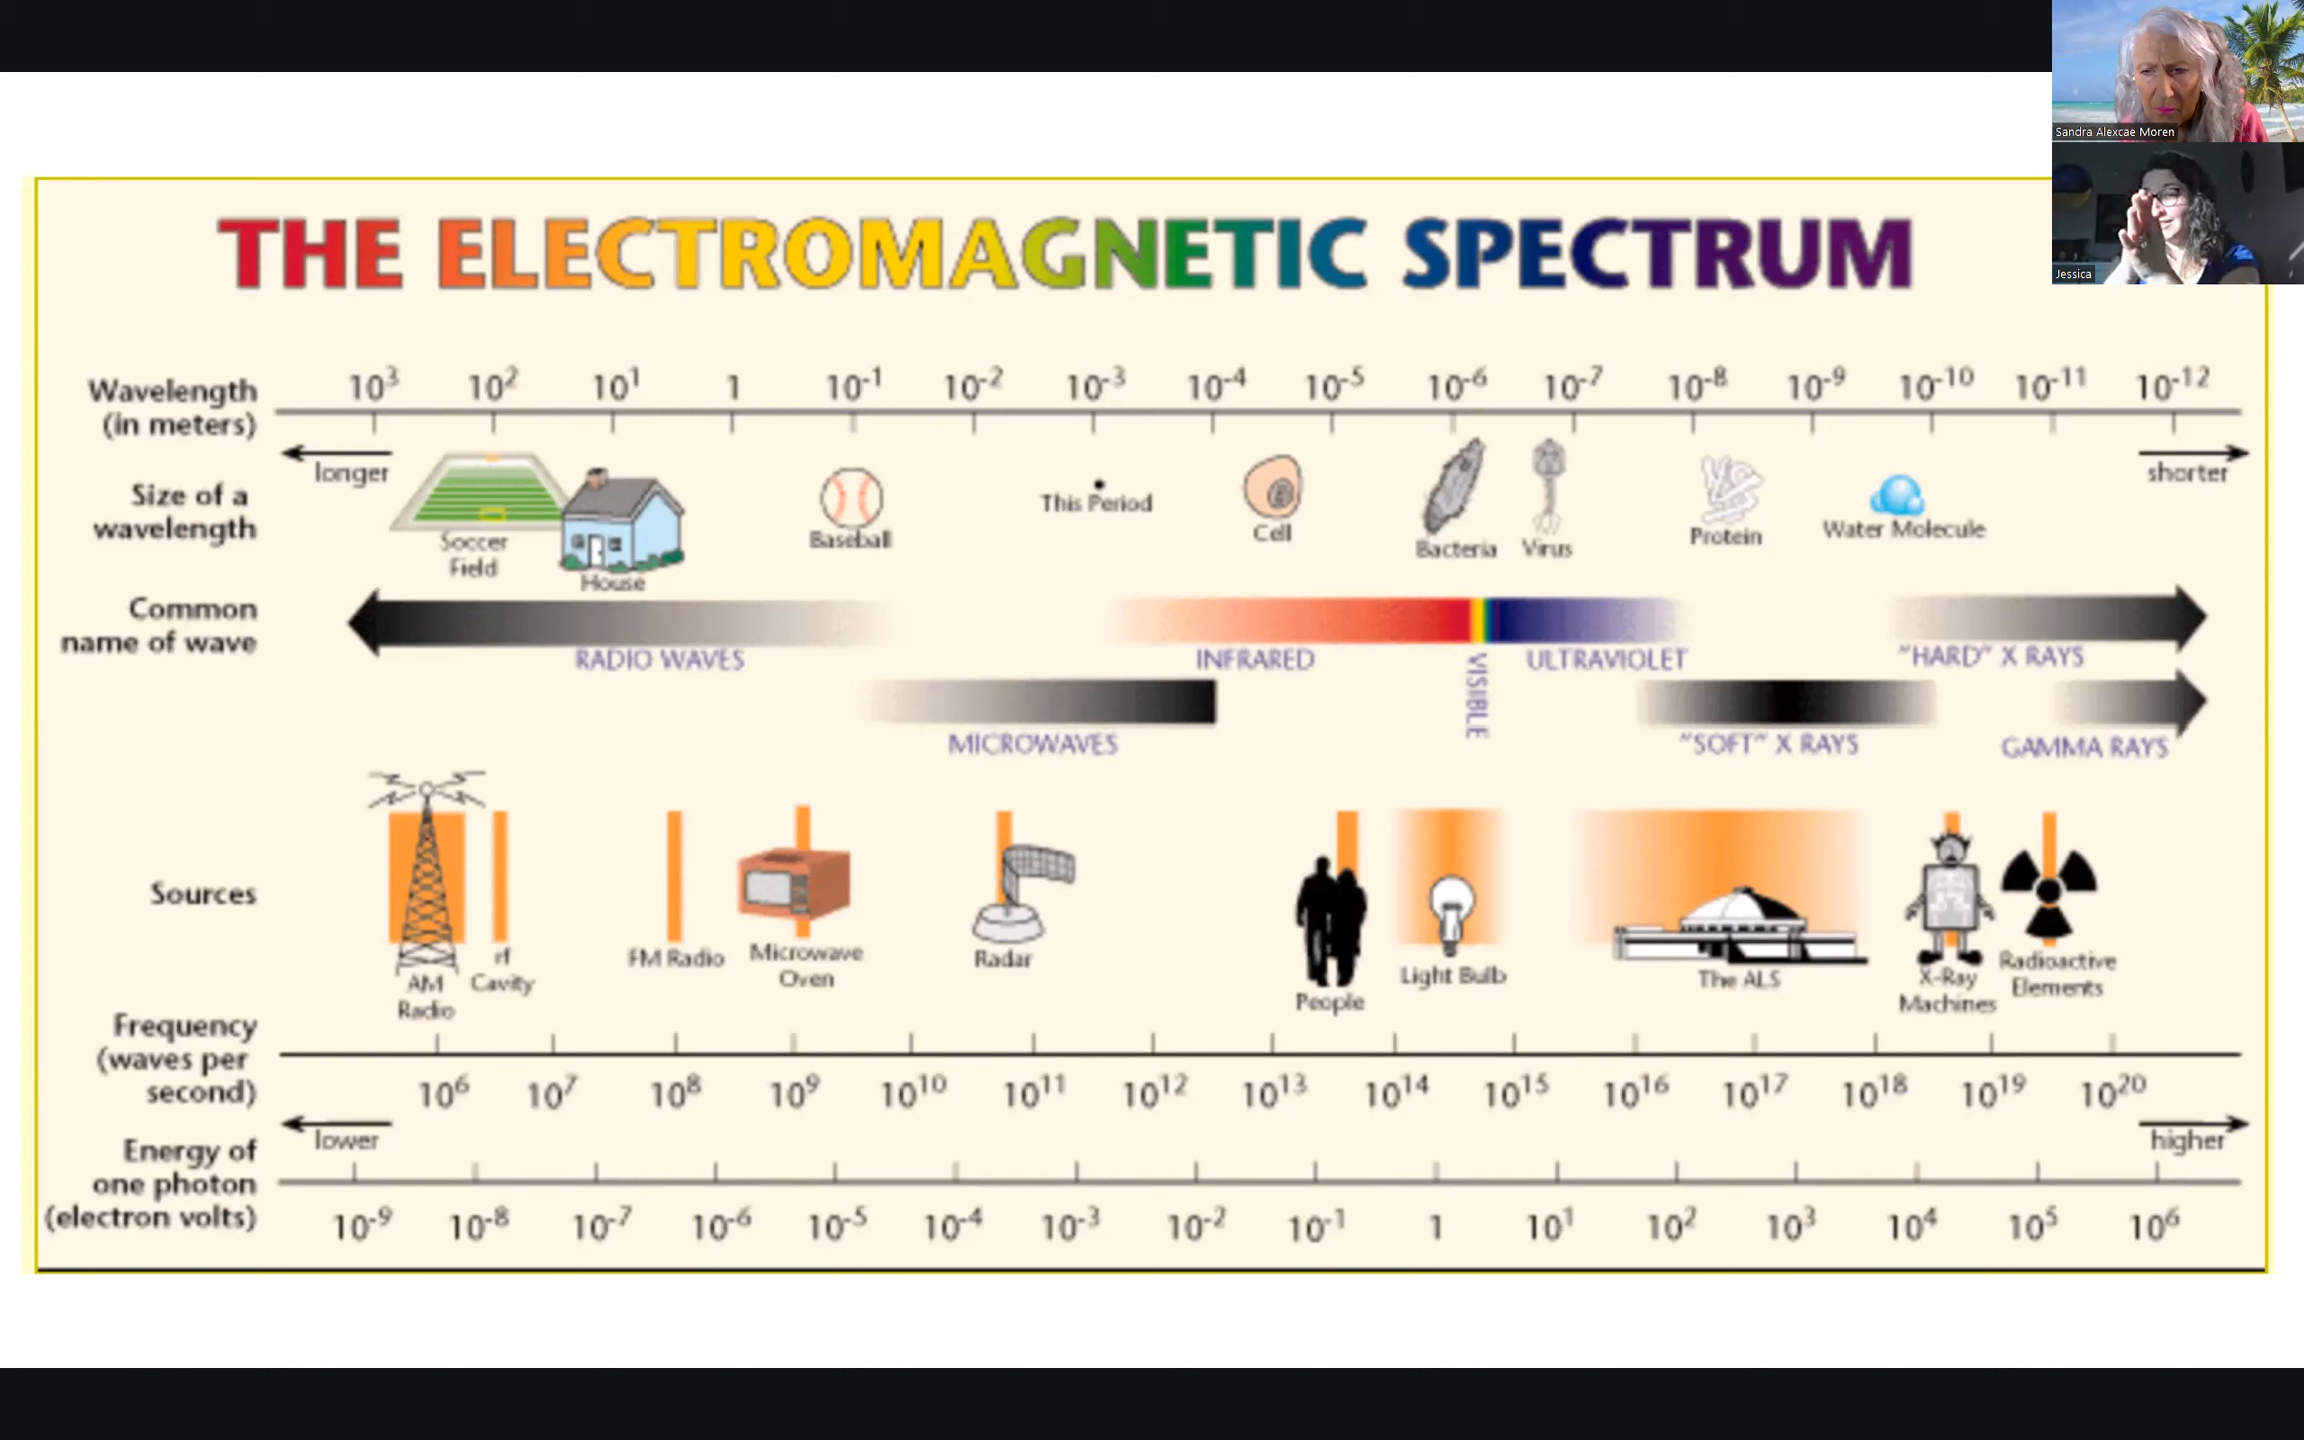 Sandra Alexcae Moren
Jessica
THE ELECTROMAGNETIC SPECTRUM
Wavelength
(in meters)
10³ 10² 10¹ 1 10⁻¹ 10⁻² 10⁻³ 10⁻⁴ 10⁻⁵ 10⁻⁶ 10⁻⁷ 10⁻⁸ 10⁻⁹ 10⁻¹⁰ 10⁻¹¹ 10⁻¹²
longer
shorter
Size of a
wavelength
Soccer
Field
House
Baseball
This Period
Cell
Bacteria
Virus
Protein
Water Molecule
Common
name of wave
RADIO WAVES
INFRARED
VISIBLE
ULTRAVIOLET
"HARD" X RAYS
MICROWAVES
"SOFT" X RAYS
GAMMA RAYS
Sources
AM
Radio
rf
Cavity
FM Radio
Microwave
Oven
Radar
People
Light Bulb
The ALS
X-Ray
Machines
Radioactive
Elements
Frequency
(waves per
second)
10⁶ 10⁷ 10⁸ 10⁹ 10¹⁰ 10¹¹ 10¹² 10¹³ 10¹⁴ 10¹⁵ 10¹⁶ 10¹⁷ 10¹⁸ 10¹⁹ 10²⁰
lower
higher
Energy of
one photon
(electron volts)
10⁻⁹ 10⁻⁸ 10⁻⁷ 10⁻⁶ 10⁻⁵ 10⁻⁴ 10⁻³ 10⁻² 10⁻¹ 1 10¹ 10² 10³ 10⁴ 10⁵ 10⁶